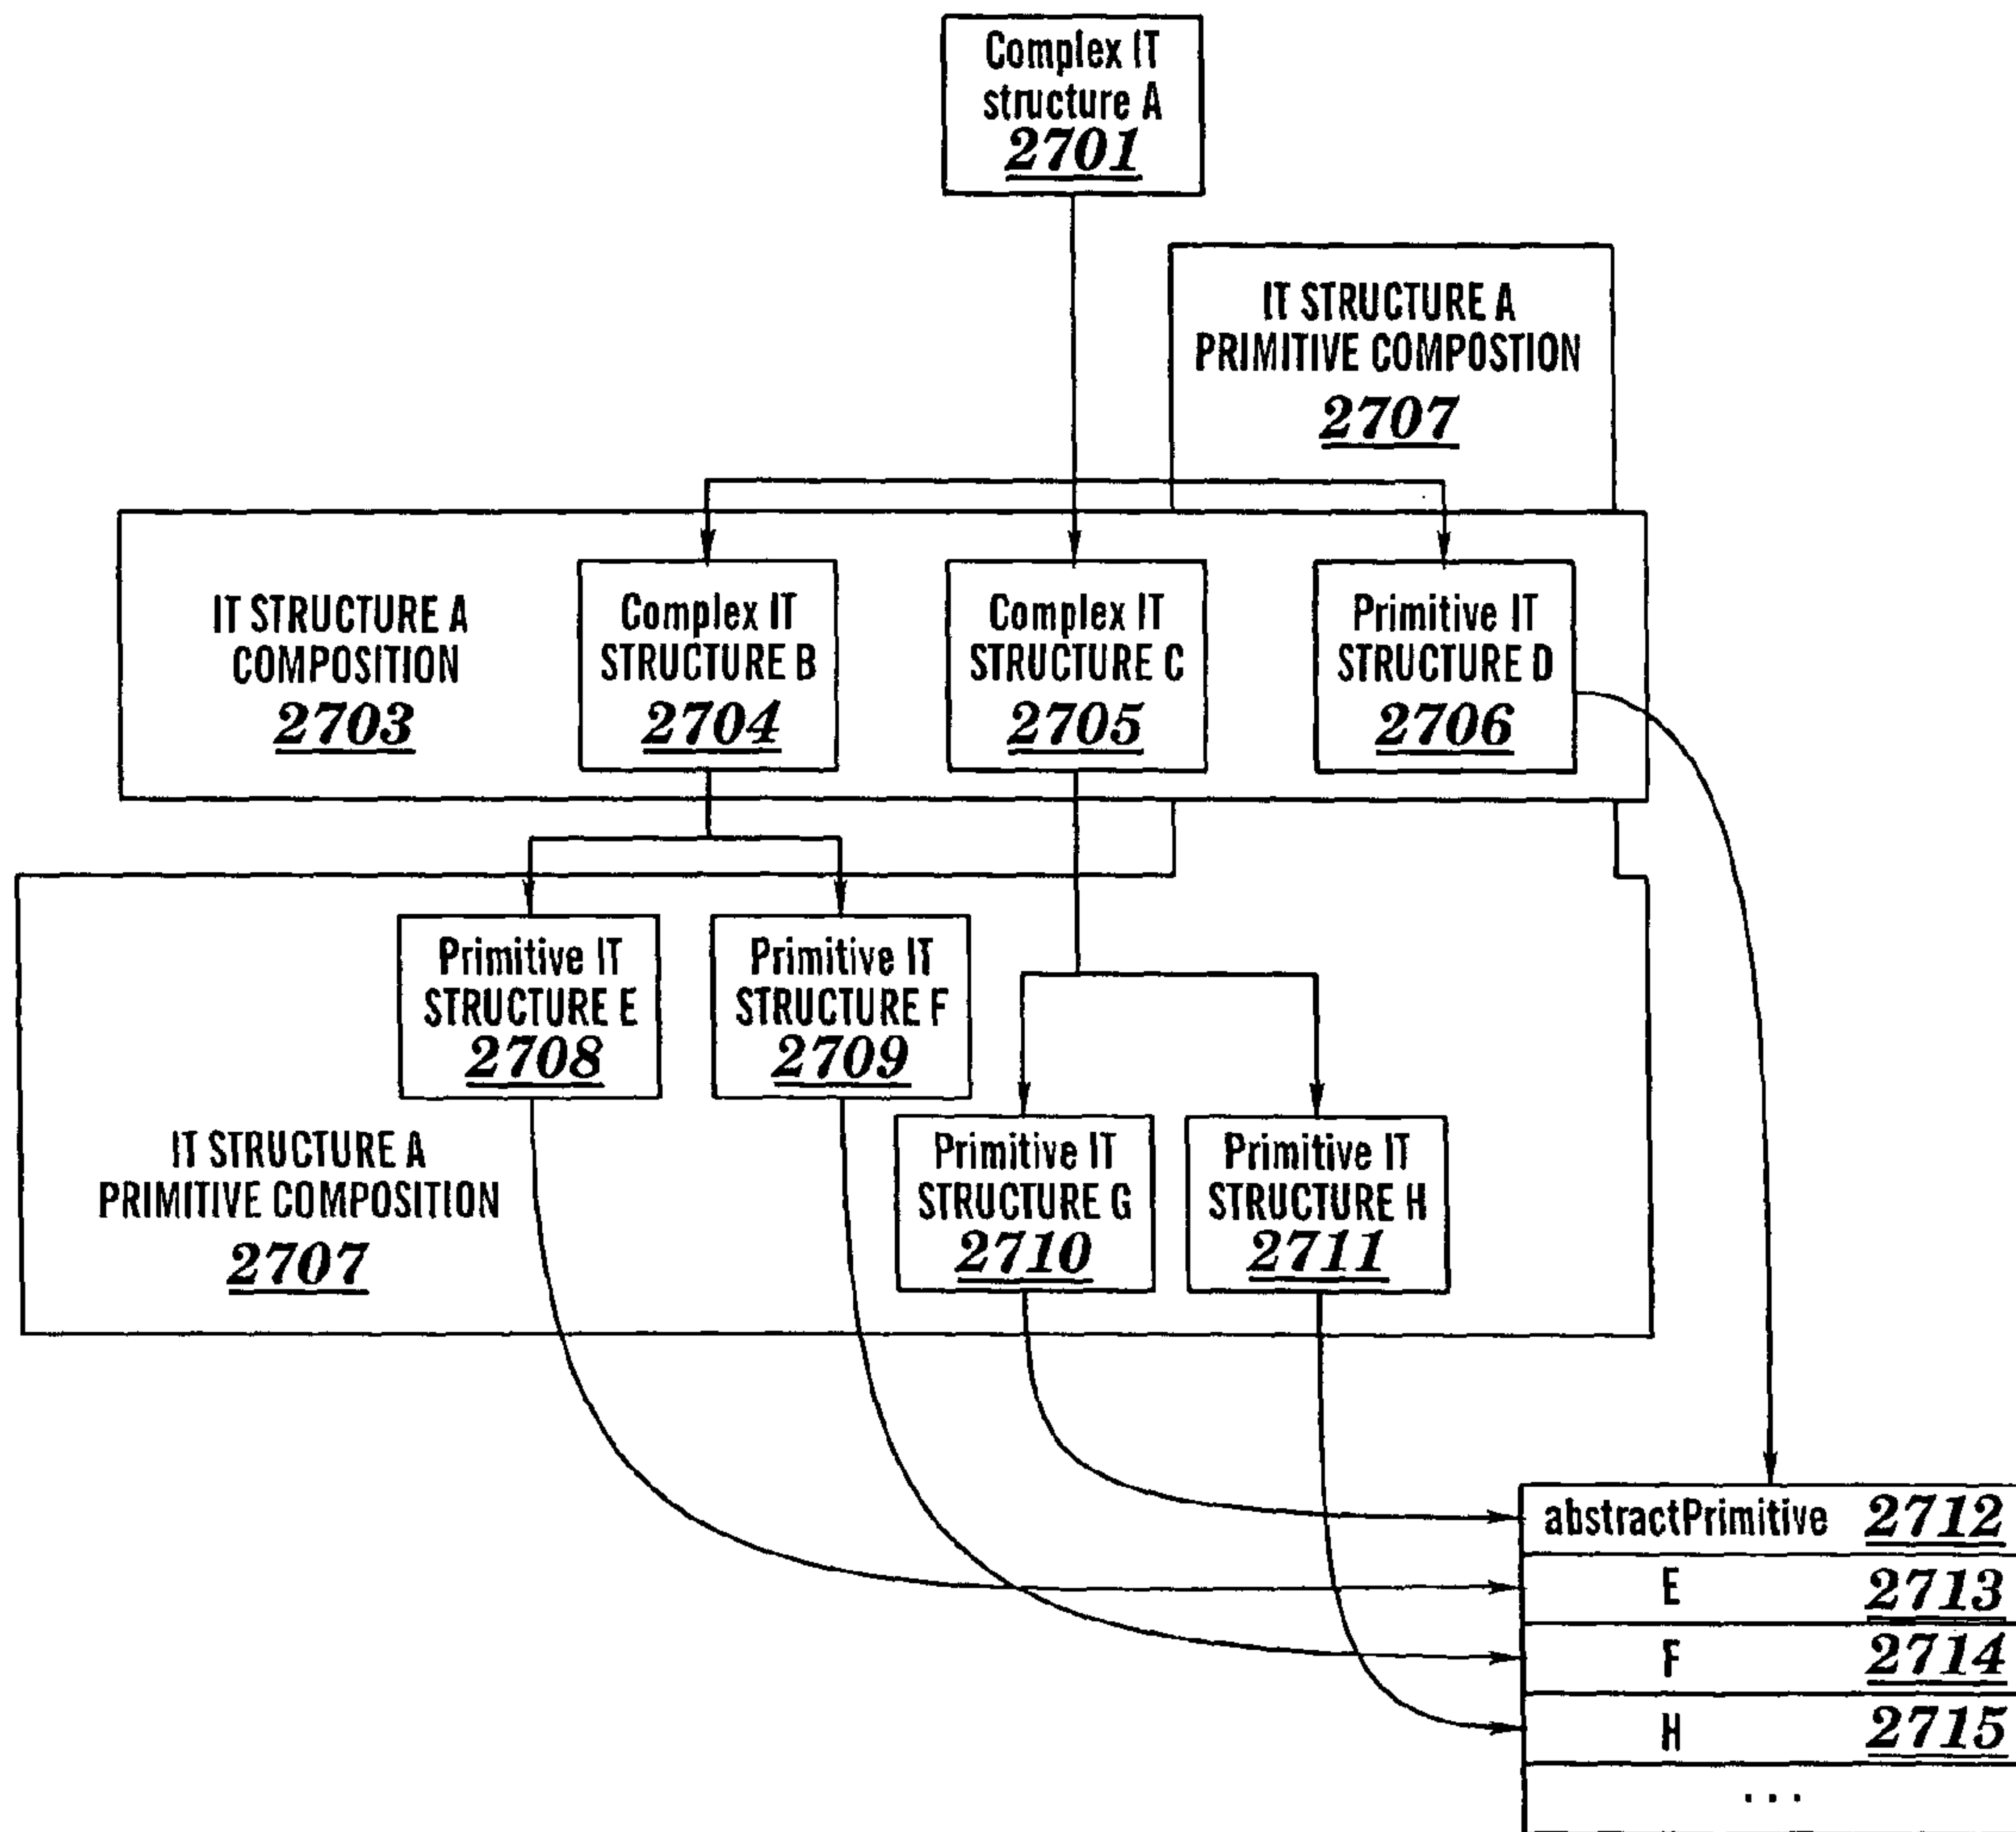 Complex IT
structure A
2701
IT STRUCTURE A
PRIMITIVE COMPOSTION
2707
IT STRUCTURE A
COMPOSITION
2703
Complex IT
STRUCTURE B
2704
Complex IT
STRUCTURE C
2705
Primitive IT
STRUCTURE D
2706
Primitive IT
STRUCTURE E
2708
Primitive IT
STRUCTURE F
2709
IT STRUCTURE A
PRIMITIVE COMPOSITION
2707
Primitive IT
STRUCTURE G
2710
Primitive IT
STRUCTURE H
2711
abstractPrimitive 2712
E 2713
F 2714
H 2715
...